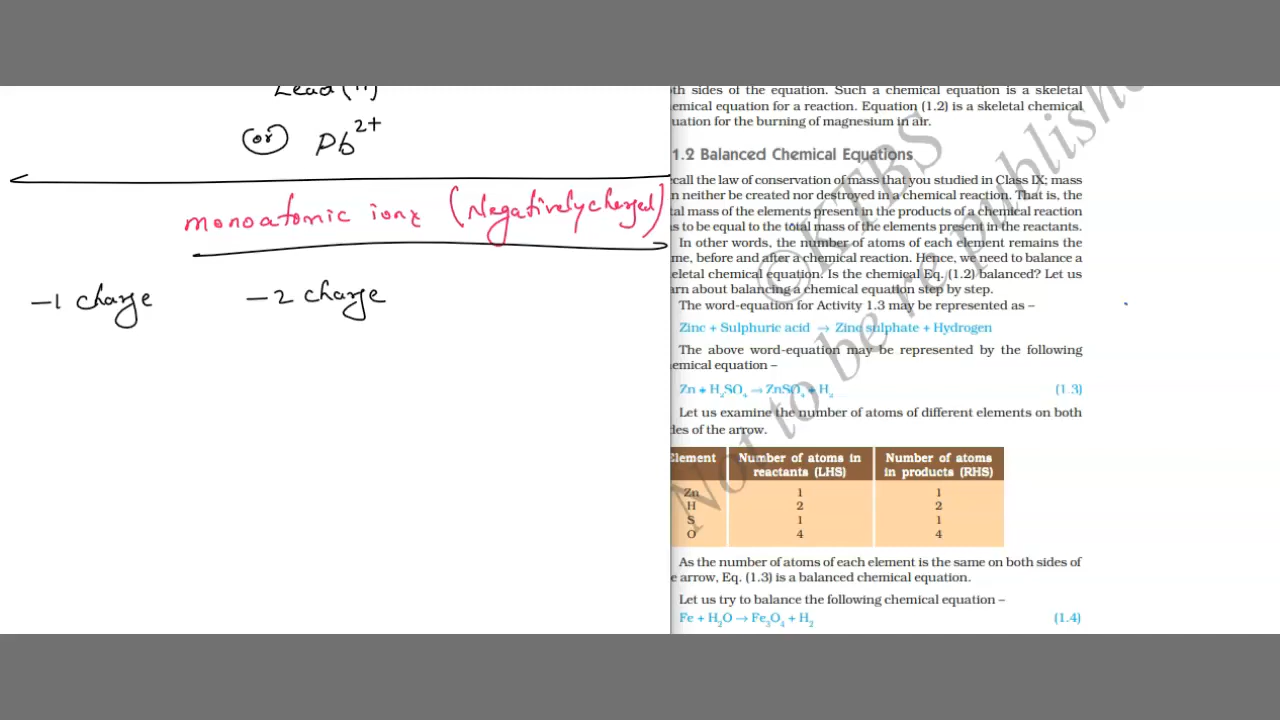 Lead (II)
(or) Pb2+
monoatomic ions (Negatively charged)
-1 charge -2 charge
th sides of the equation. Such a chemical equation is a skeletal
emical equation for a reaction. Equation (1.2) is a skeletal chemical
uation for the burning of magnesium in air.
1.2 Balanced Chemical Equations
call the law of conservation of mass that you studied in Class IX; mass
n neither be created nor destroyed in a chemical reaction. That is, the
tal mass of the elements present in the products of a chemical reaction
as to be equal to the total mass of the elements present in the reactants.
In other words, the number of atoms of each element remains the
me, before and after a chemical reaction. Hence, we need to balance a
eletal chemical equation. Is the chemical Eq. (1.2) balanced? Let us
arn about balancing a chemical equation step by step.
The word-equation for Activity 1.3 may be represented as –
Zinc + Sulphuric acid → Zinc sulphate + Hydrogen
The above word-equation may be represented by the following
hemical equation –
Zn + H2SO4 → ZnSO4 + H2 (1.3)
Let us examine the number of atoms of different elements on both
des of the arrow.
Element Number of atoms in reactants (LHS) Number of atoms in products (RHS)
Zn 1 1
H 2 2
S 1 1
O 4 4
As the number of atoms of each element is the same on both sides of
e arrow, Eq. (1.3) is a balanced chemical equation.
Let us try to balance the following chemical equation –
Fe + H2O → Fe3O4 + H2 (1.4)
©KTBS
Not to be republishe